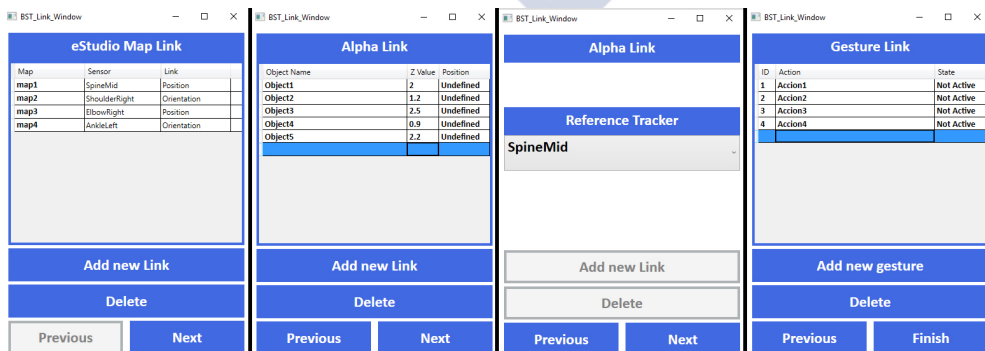 BST_Link_Window
eStudio Map Link
Map Sensor Link
map1 SpineMid Position
map2 ShoulderRight Orientation
map3 ElbowRight Position
map4 AnkleLeft Orientation
Add new Link
Delete
Previous Next
BST_Link_Window
Alpha Link
Object Name Z Value Position
Object1 2 Undefined
Object2 1.2 Undefined
Object3 2.5 Undefined
Object4 0.9 Undefined
Object5 2.2 Undefined
Add new Link
Delete
Previous Next
BST_Link_Window
Alpha Link
Reference Tracker
SpineMid
Add new Link
Delete
Previous Next
BST_Link_Window
Gesture Link
ID Action State
1 Accion1 Not Active
2 Accion2 Not Active
3 Accion3 Not Active
4 Accion4 Not Active
Add new gesture
Delete
Previous Finish